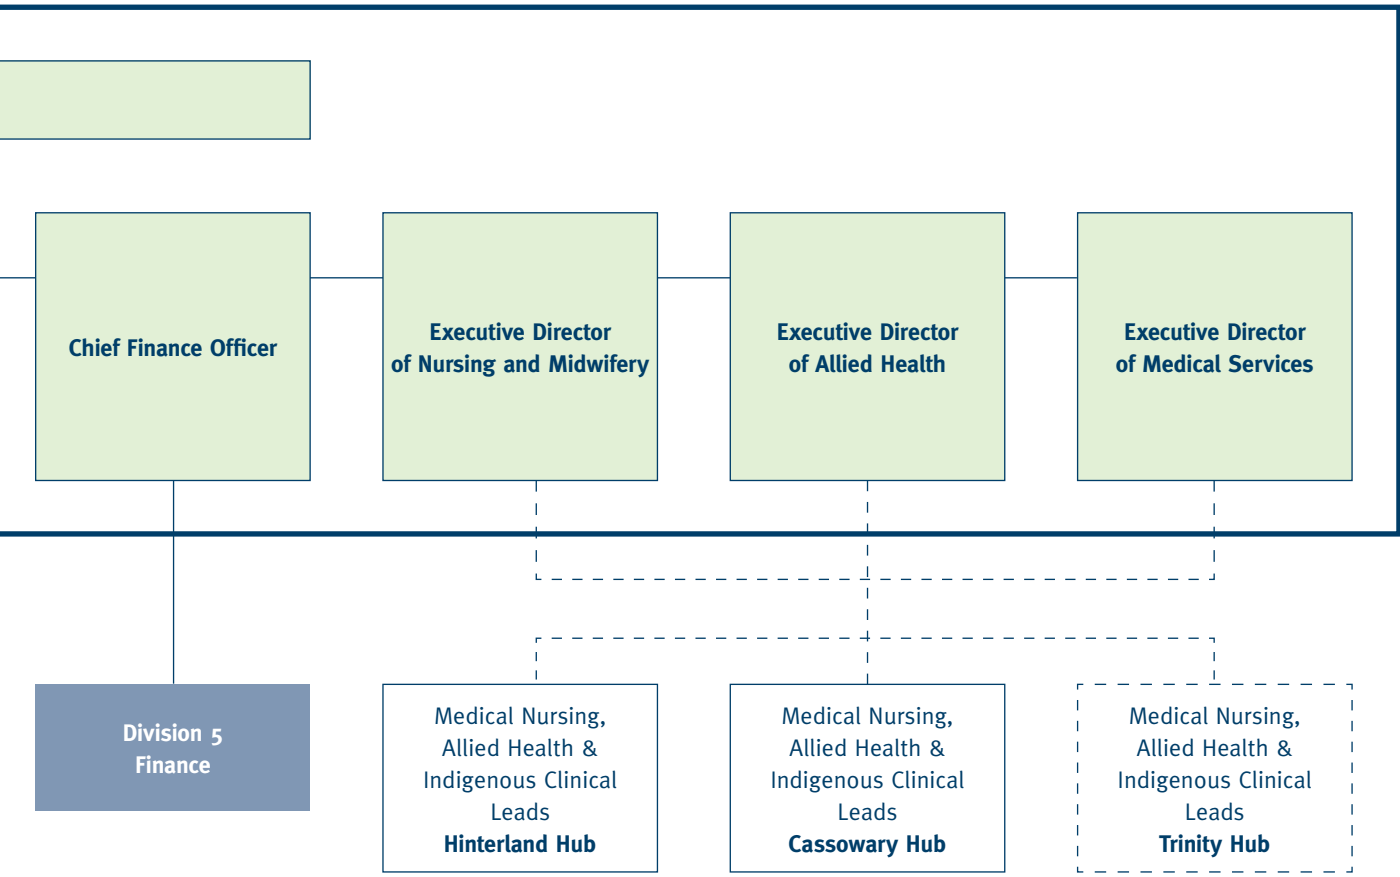 Chief Finance Officer
Executive Director
of Nursing and Midwifery
Executive Director
of Allied Health
Executive Director
of Medical Services
Division 5
Finance
Medical Nursing,
Allied Health &
Indigenous Clinical
Leads
Hinterland Hub
Medical Nursing,
Allied Health &
Indigenous Clinical
Leads
Cassowary Hub
Medical Nursing,
Allied Health &
Indigenous Clinical
Leads
Trinity Hub